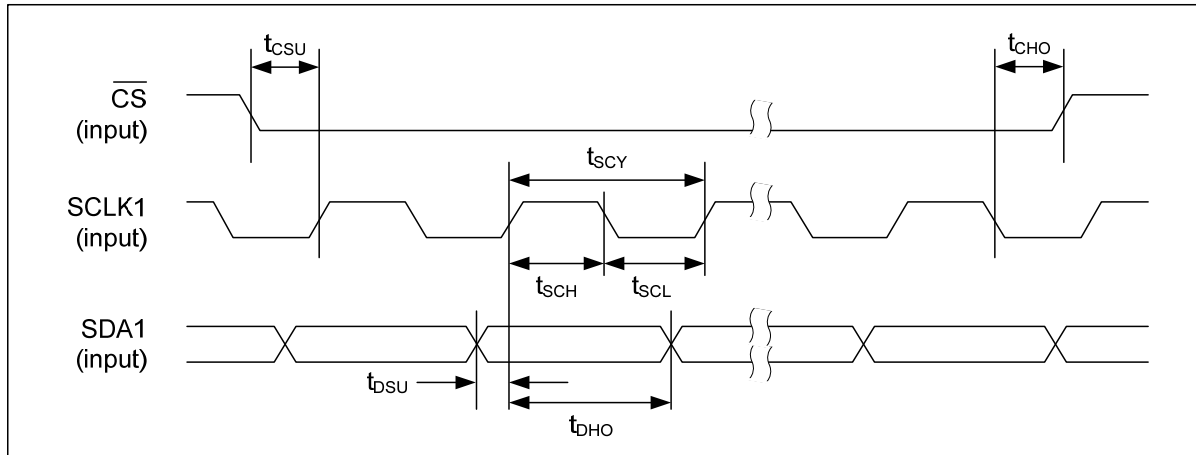 tCSU
tCHO
CS
(input)
tSCY
SCLK1
(input)
tSCH
tSCL
SDA1
(input)
tDSU
tDHO